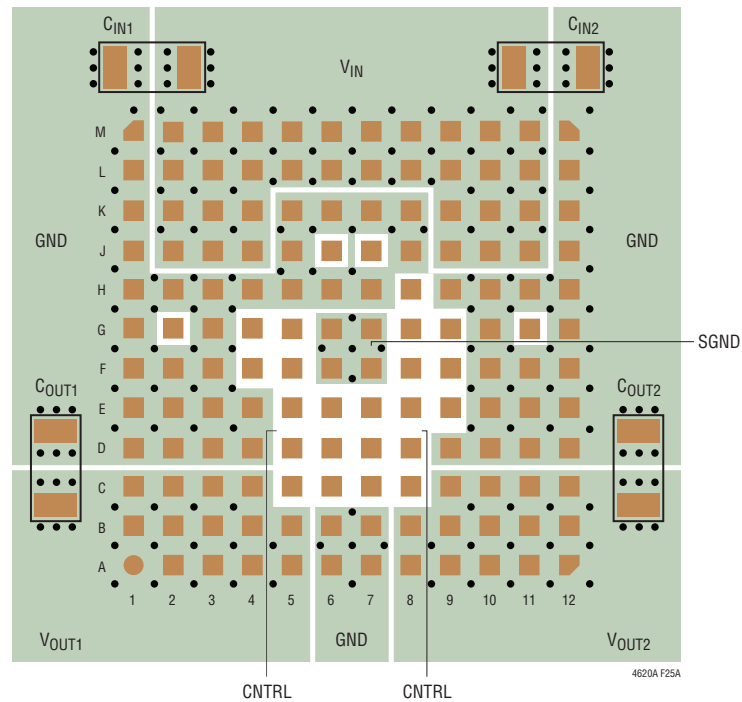 CIN1
CIN2
VIN
M
L
K
GND
GND
J
H
G
SGND
F
COUT1
COUT2
E
D
C
B
A
1 2 3 4 5 6 7 8 9 10 11 12
VOUT1
GND
VOUT2
4620A F25A
CNTRL
CNTRL